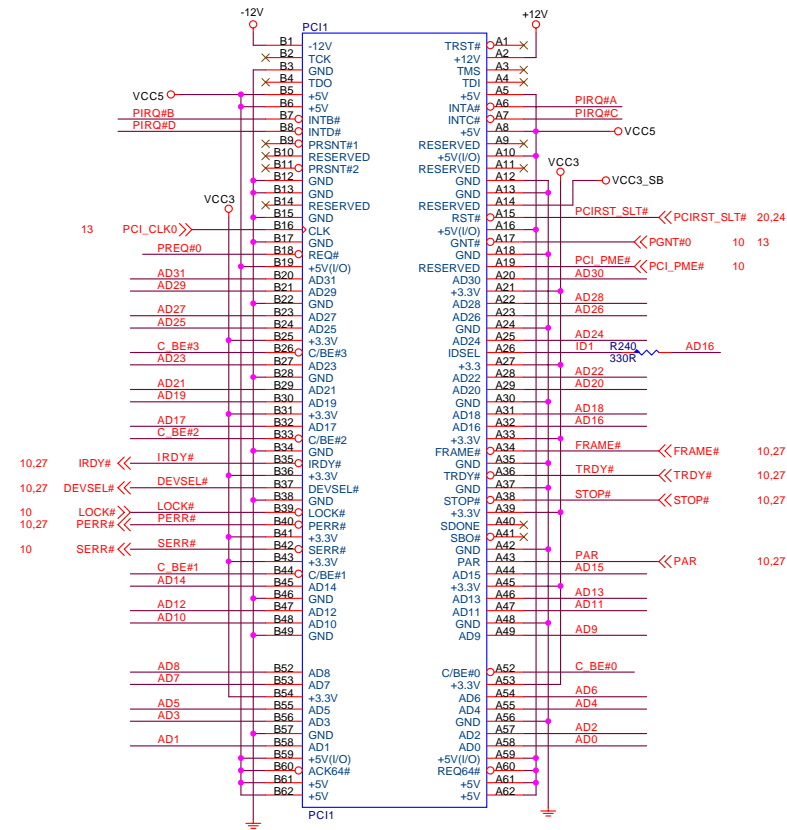 -12V +12V
PCI1
B1 -12V TRST# A1
B2 TCK +12V A2
B3 GND TMS A3
B4 TDO TDI A4
VCC5 B5 +5V +5V A5
B6 +5V INTA# A6 PIRQ#A
PIRQ#B B7 INTB# INTC# A7 PIRQ#C
PIRQ#D B8 INTD# +5V A8 VCC5
B9 PRSNT#1 RESERVED A9
B10 RESERVED +5V(I/O) A10
B11 PRSNT#2 RESERVED A11 VCC3
B12 GND GND A12 VCC3_SB
B13 GND GND A13
VCC3 B14 RESERVED RESERVED A14
B15 GND RST# A15 PCIRST_SLT# PCIRST_SLT# 20,24
13 PCI_CLK0 B16 CLK +5V(I/O) A16
B17 GND GNT# A17 PGNT#0 10 13
PREQ#0 B18 REQ# GND A18
B19 +5V(I/O) RESERVED A19 PCI_PME# PCI_PME# 10
AD31 B20 AD31 AD30 A20 AD30
AD29 B21 AD29 +3.3V A21
B22 GND AD28 A22 AD28
AD27 B23 AD27 AD26 A23 AD26
AD25 B24 AD25 GND A24
B25 +3.3V AD24 A25 AD24
C_BE#3 B26 C/BE#3 IDSEL A26 ID1 R240 330R AD16
AD23 B27 AD23 +3.3 A27
B28 GND AD22 A28 AD22
AD21 B29 AD21 AD20 A29 AD20
AD19 B30 AD19 GND A30
B31 +3.3V AD18 A31 AD18
AD17 B32 AD17 AD16 A32 AD16
C_BE#2 B33 C/BE#2 +3.3V A33
B34 GND FRAME# A34 FRAME# FRAME# 10,27
10,27 IRDY# IRDY# B35 IRDY# GND A35
B36 +3.3V TRDY# A36 TRDY# TRDY# 10,27
10,27 DEVSEL# DEVSEL# B37 DEVSEL# GND A37
B38 GND STOP# A38 STOP# STOP# 10,27
10 LOCK# LOCK# B39 LOCK# +3.3V A39
10,27 PERR# PERR# B40 PERR# SDONE A40
B41 +3.3V SBO# A41
10 SERR# SERR# B42 SERR# GND A42
B43 +3.3V PAR A43 PAR PAR 10,27
C_BE#1 B44 C/BE#1 AD15 A44 AD15
AD14 B45 AD14 +3.3V A45
B46 GND AD13 A46 AD13
AD12 B47 AD12 AD11 A47 AD11
AD10 B48 AD10 GND A48
B49 GND AD9 A49 AD9
AD8 B52 AD8 C/BE#0 A52 C_BE#0
AD7 B53 AD7 +3.3V A53
B54 +3.3V AD6 A54 AD6
AD5 B55 AD5 AD4 A55 AD4
AD3 B56 AD3 GND A56
B57 GND AD2 A57 AD2
AD1 B58 AD1 AD0 A58 AD0
B59 +5V(I/O) +5V(I/O) A59
B60 ACK64# REQ64# A60
B61 +5V +5V A61
B62 +5V +5V A62
PCI1